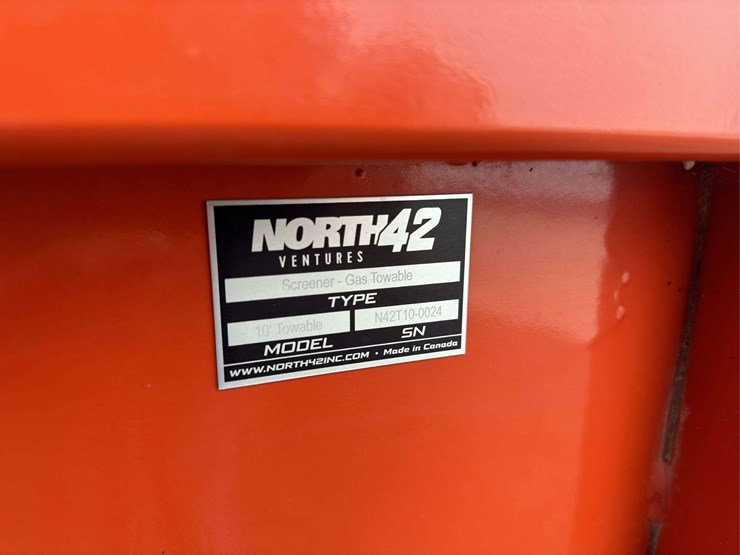 NORTH42
VENTURES
Screener - Gas Towable
TYPE
10' Towable N42T10-0024
MODEL SN
WWW.NORTH42INC.COM • Made in Canada